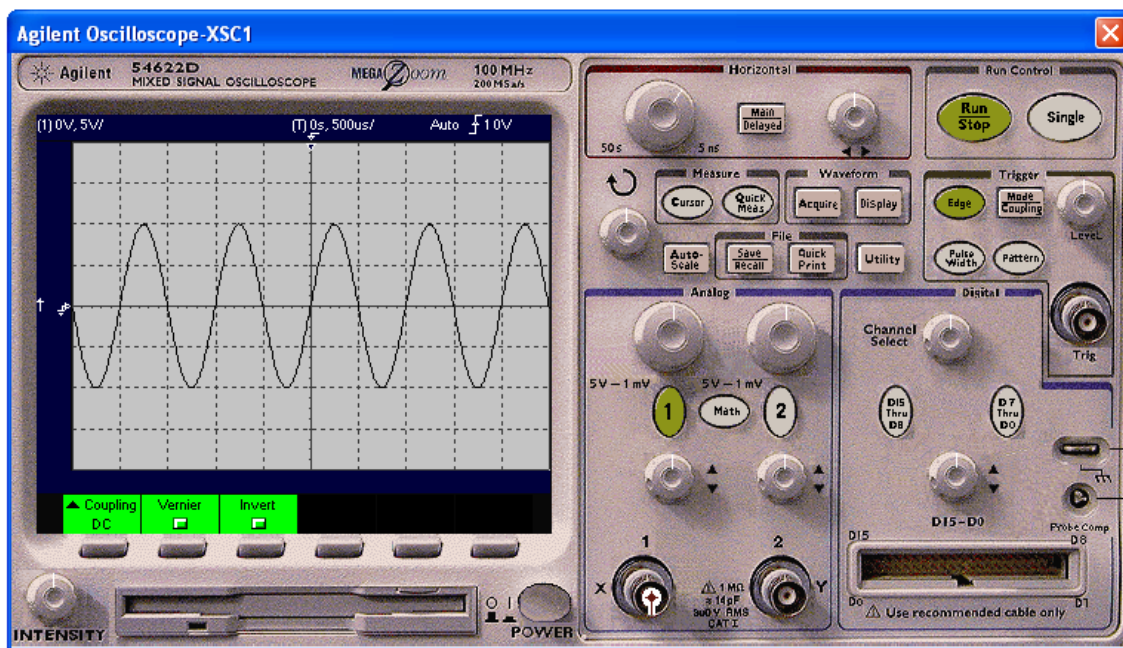 Agilent Oscilloscope-XSC1
Agilent 54622D
MIXED SIGNAL OSCILLOSCOPE
MEGA Zoom
100 MHz
200 MSa/s
(1) 0V, 5V/ (T) 0s, 500us/ Auto 1 0V
Coupling
DC
Vernier
Invert
INTENSITY
POWER
Horizontal
50 s 5 ns
Main
Delayed
Run Control
Run
Stop
Single
Measure
Cursor
Quick
Meas
Waveform
Acquire
Display
Auto-
Scale
File
Save
Recall
Quick
Print
Utility
Trigger
Edge
Mode
Coupling
Level
Pulse
Width
Pattern
Trig
Analog
5 V – 1 mV 5 V – 1 mV
1
Math
2
1 2
X Y
1 MΩ
≅ 14 pF
300 V RMS
CAT I
Digital
Channel
Select
D15
Thru
D8
D7
Thru
D0
D15-D0
Probe Comp
D15 D8
D0 D1
Use recommended cable only